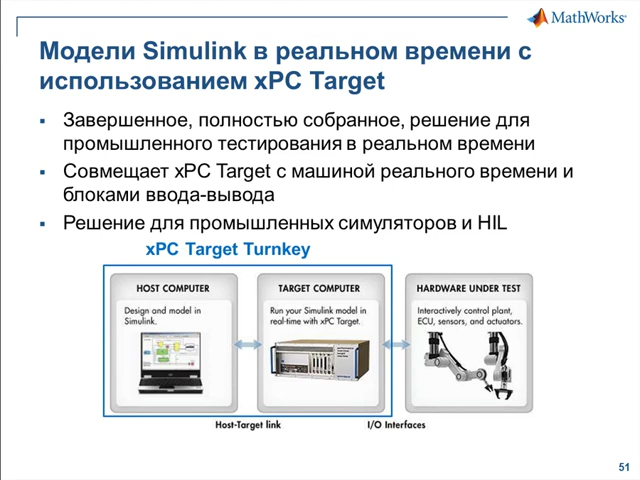 MathWorks
Модели Simulink в реальном времени с
использованием xPC Target
Завершенное, полностью собранное, решение для
промышленного тестирования в реальном времени
Совмещает xPC Target с машиной реального времени и
блоками ввода-вывода
Решение для промышленных симуляторов и HIL
xPC Target Turnkey
HOST COMPUTER
Design and model in
Simulink.
TARGET COMPUTER
Run your Simulink model in
real-time with xPC Target.
HARDWARE UNDER TEST
Interactively control plant,
ECU, sensors, and actuators.
Host-Target link
I/O Interfaces
51